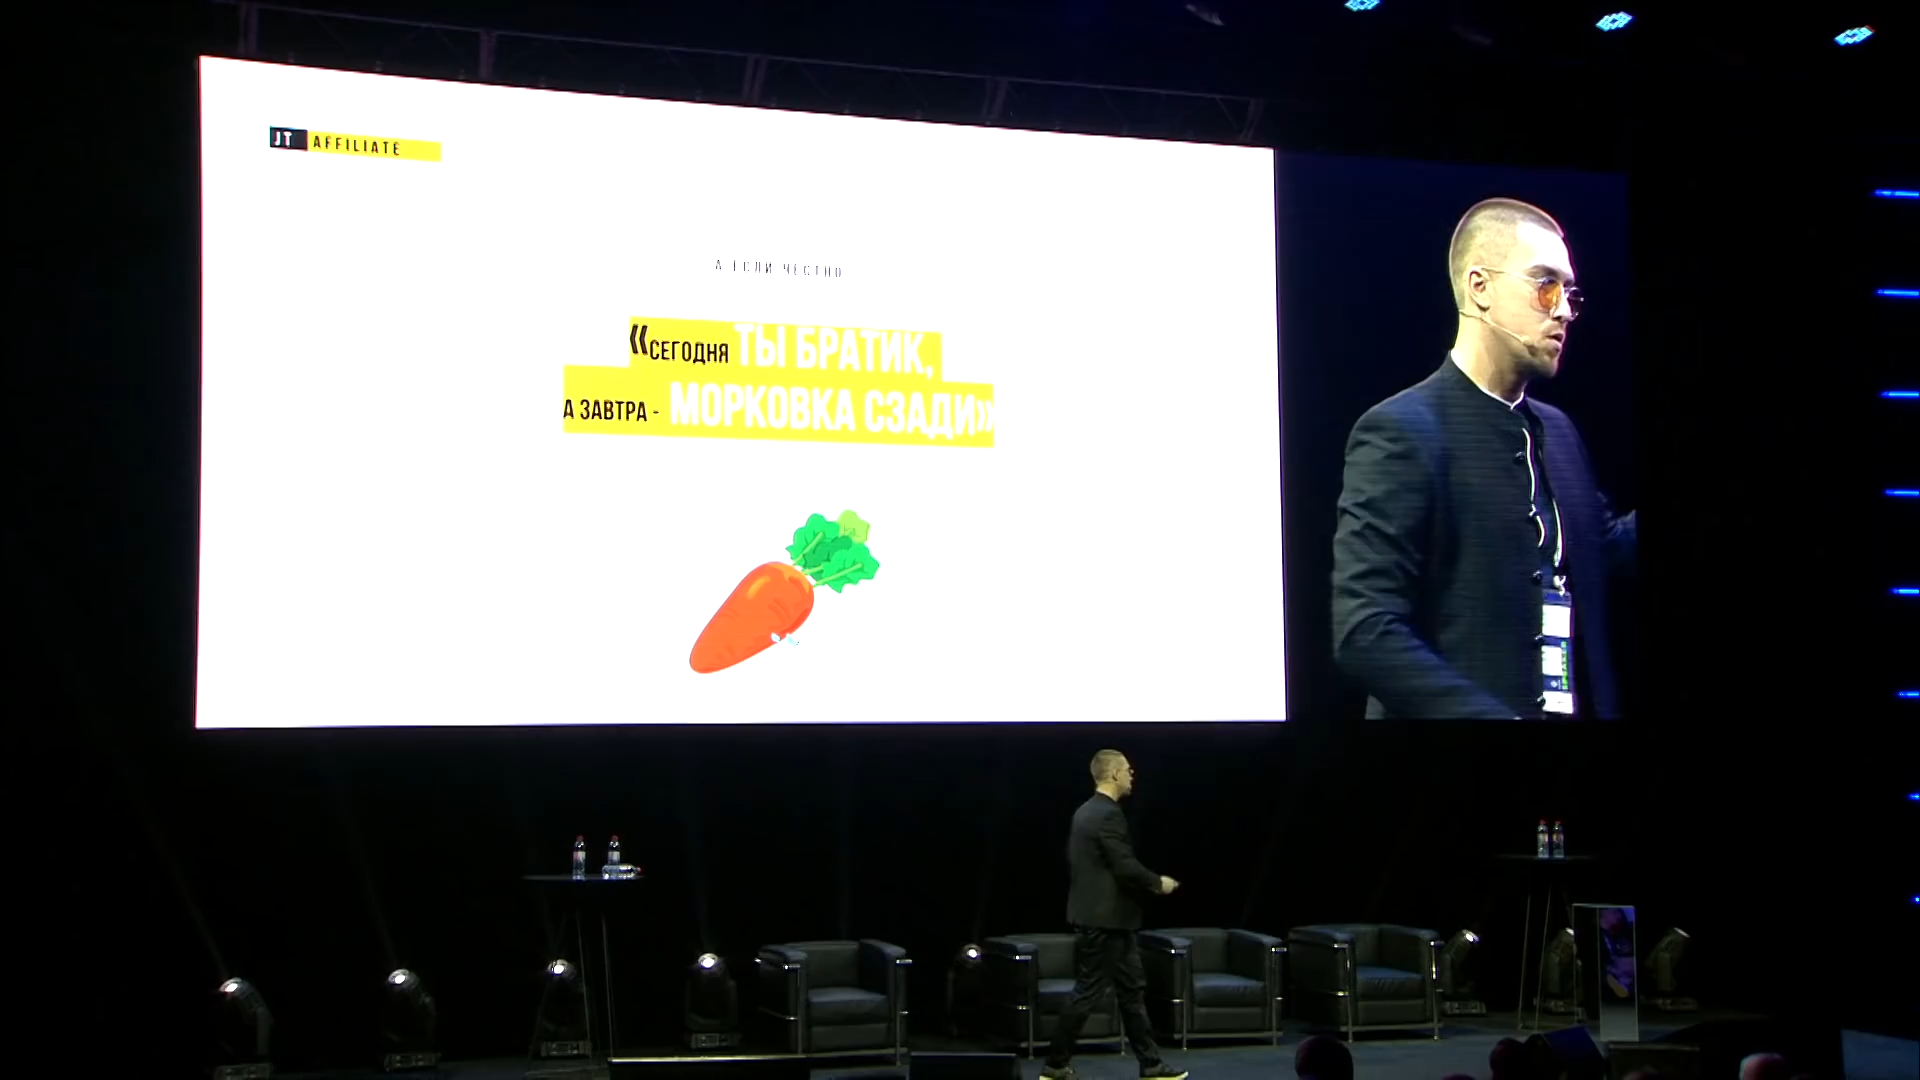 JT AFFILIATE
А ЕСЛИ ЧЕСТНО
«СЕГОДНЯ ТЫ БРАТИК,
А ЗАВТРА - МОРКОВКА СЗАДИ»